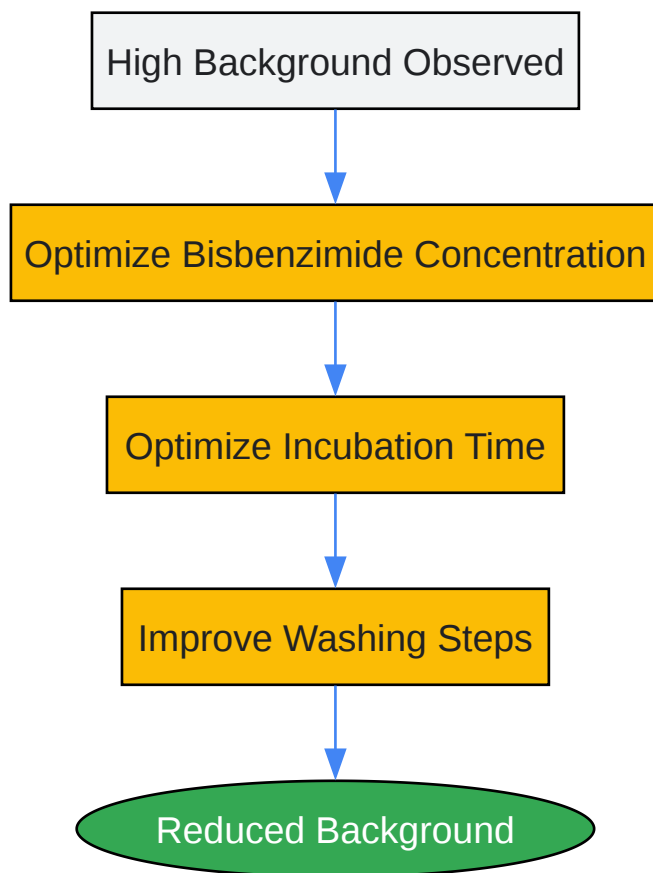 High Background Observed
Optimize Bisbenzimide Concentration
Optimize Incubation Time
Improve Washing Steps
Reduced Background